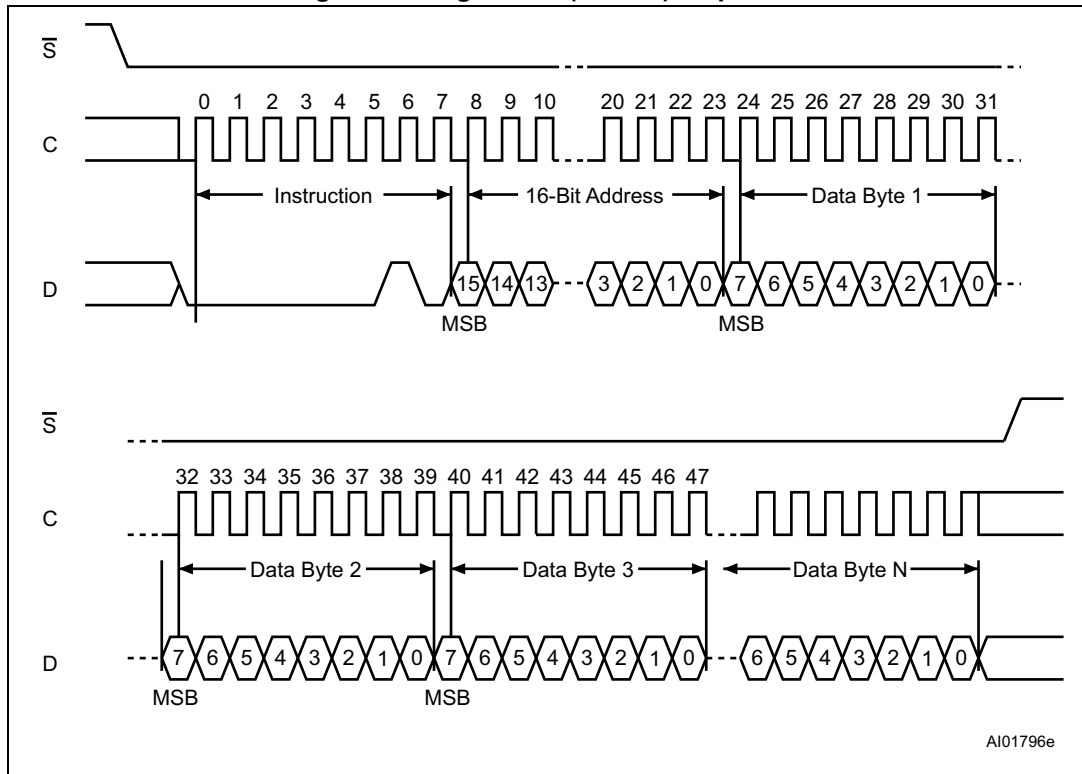 S
0 1 2 3 4 5 6 7 8 9 10 20 21 22 23 24 25 26 27 28 29 30 31
C
Instruction 16-Bit Address Data Byte 1
D 15 14 13 3 2 1 0 7 6 5 4 3 2 1 0
MSB MSB
S
32 33 34 35 36 37 38 39 40 41 42 43 44 45 46 47
C
Data Byte 2 Data Byte 3 Data Byte N
D 7 6 5 4 3 2 1 0 7 6 5 4 3 2 1 0 6 5 4 3 2 1 0
MSB MSB
AI01796e